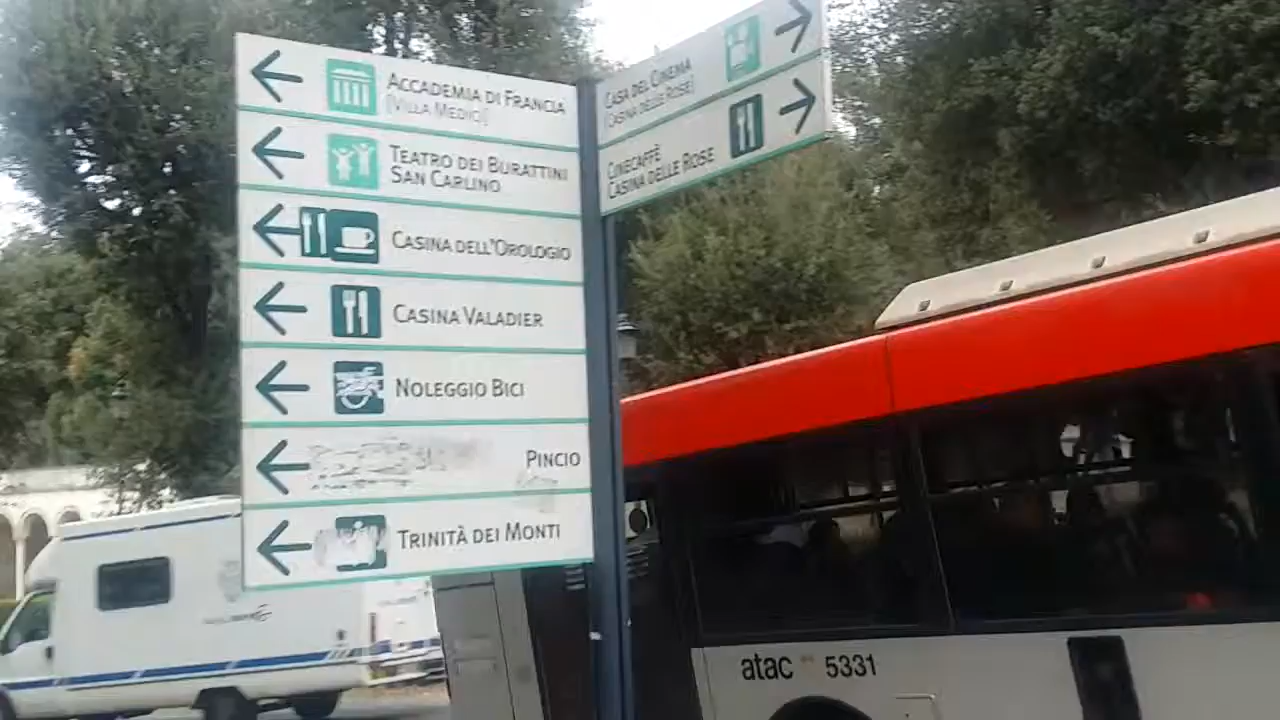 ACCADEMIA DI FRANCIA
[VILLA MEDICI]
TEATRO DEI BURATTINI
SAN CARLINO
CASINA DELL'OROLOGIO
CASINA VALADIER
NOLEGGIO BICI
PINCIO
TRINITÀ DEI MONTI
CASA DEL CINEMA
[CASINA DELLE ROSE]
CINECAFFÈ
CASINA DELLE ROSE
atac 5331